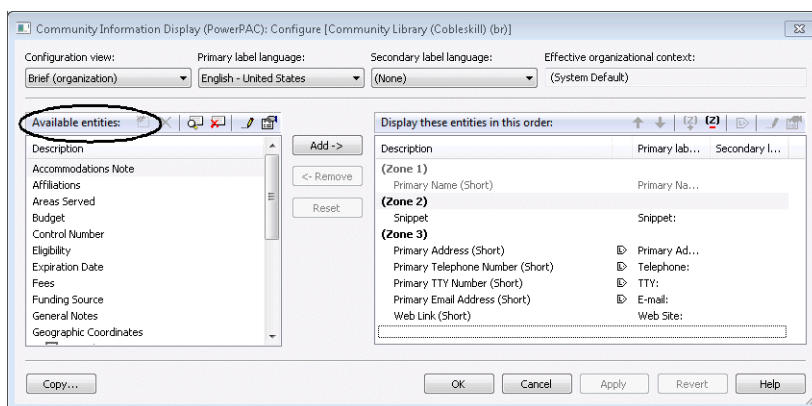 Community Information Display (PowerPAC): Configure [Community Library (Cobleskill) (br)]
Configuration view: Primary label language: Secondary label language: Effective organizational context:
Brief (organization) English - United States (None) (System Default)
Available entities:
Description
Accommodations Note
Affiliations
Areas Served
Budget
Control Number
Eligibility
Expiration Date
Fees
Funding Source
General Notes
Geographic Coordinates
Add ->
<- Remove
Reset
Display these entities in this order:
Description Primary lab... Secondary l...
(Zone 1)
Primary Name (Short) Primary Na...
(Zone 2)
Snippet Snippet:
(Zone 3)
Primary Address (Short) Primary Ad...
Primary Telephone Number (Short) Telephone:
Primary TTY Number (Short) TTY:
Primary Email Address (Short) E-mail:
Web Link (Short) Web Site:
Copy... OK Cancel Apply Revert Help